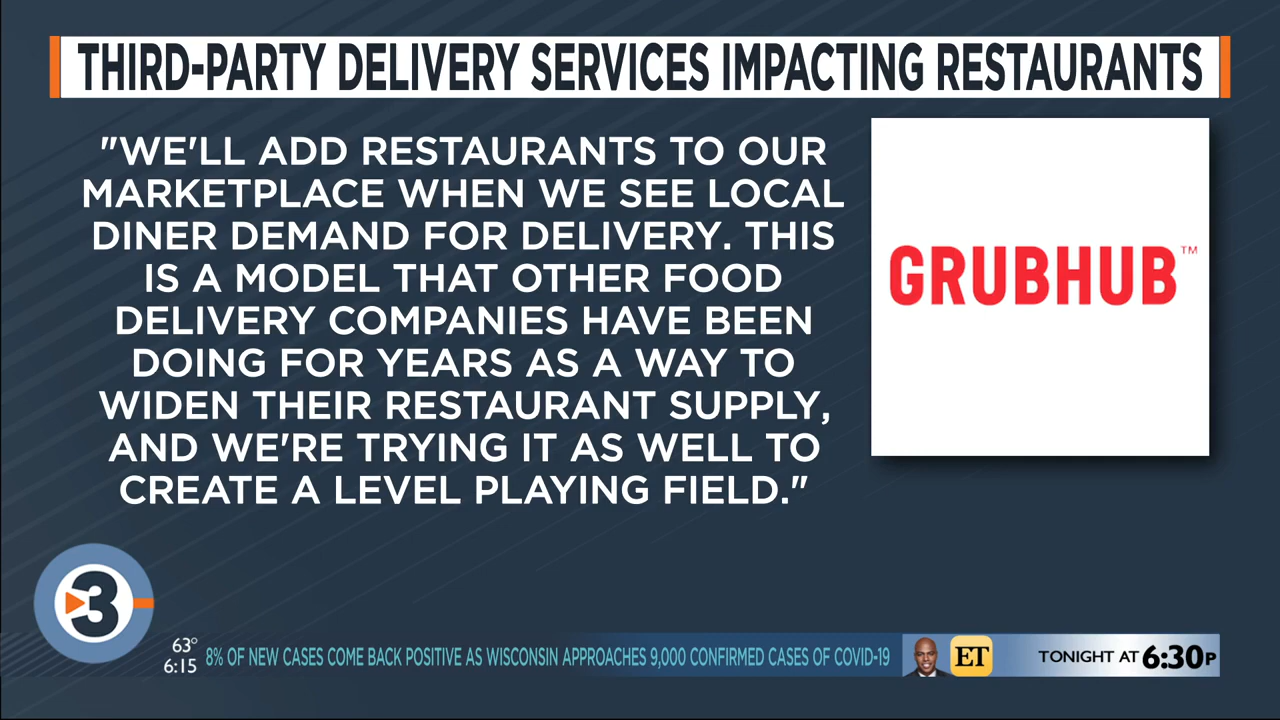 THIRD-PARTY DELIVERY SERVICES IMPACTING RESTAURANTS
"WE'LL ADD RESTAURANTS TO OUR
MARKETPLACE WHEN WE SEE LOCAL
DINER DEMAND FOR DELIVERY. THIS
IS A MODEL THAT OTHER FOOD
DELIVERY COMPANIES HAVE BEEN
DOING FOR YEARS AS A WAY TO
WIDEN THEIR RESTAURANT SUPPLY,
AND WE'RE TRYING IT AS WELL TO
CREATE A LEVEL PLAYING FIELD."
GRUBHUB™
3
63°
6:15
8% OF NEW CASES COME BACK POSITIVE AS WISCONSIN APPROACHES 9,000 CONFIRMED CASES OF COVID-19
ET
TONIGHT AT 6:30P